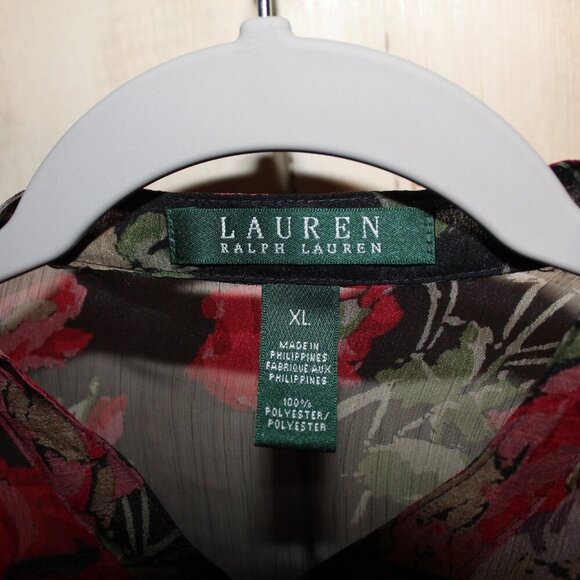 LAUREN
RALPH LAUREN
XL
MADE IN
PHILIPPINES
FABRIQUE AUX
PHILIPPINES
100%
POLYESTER/
POLYESTER